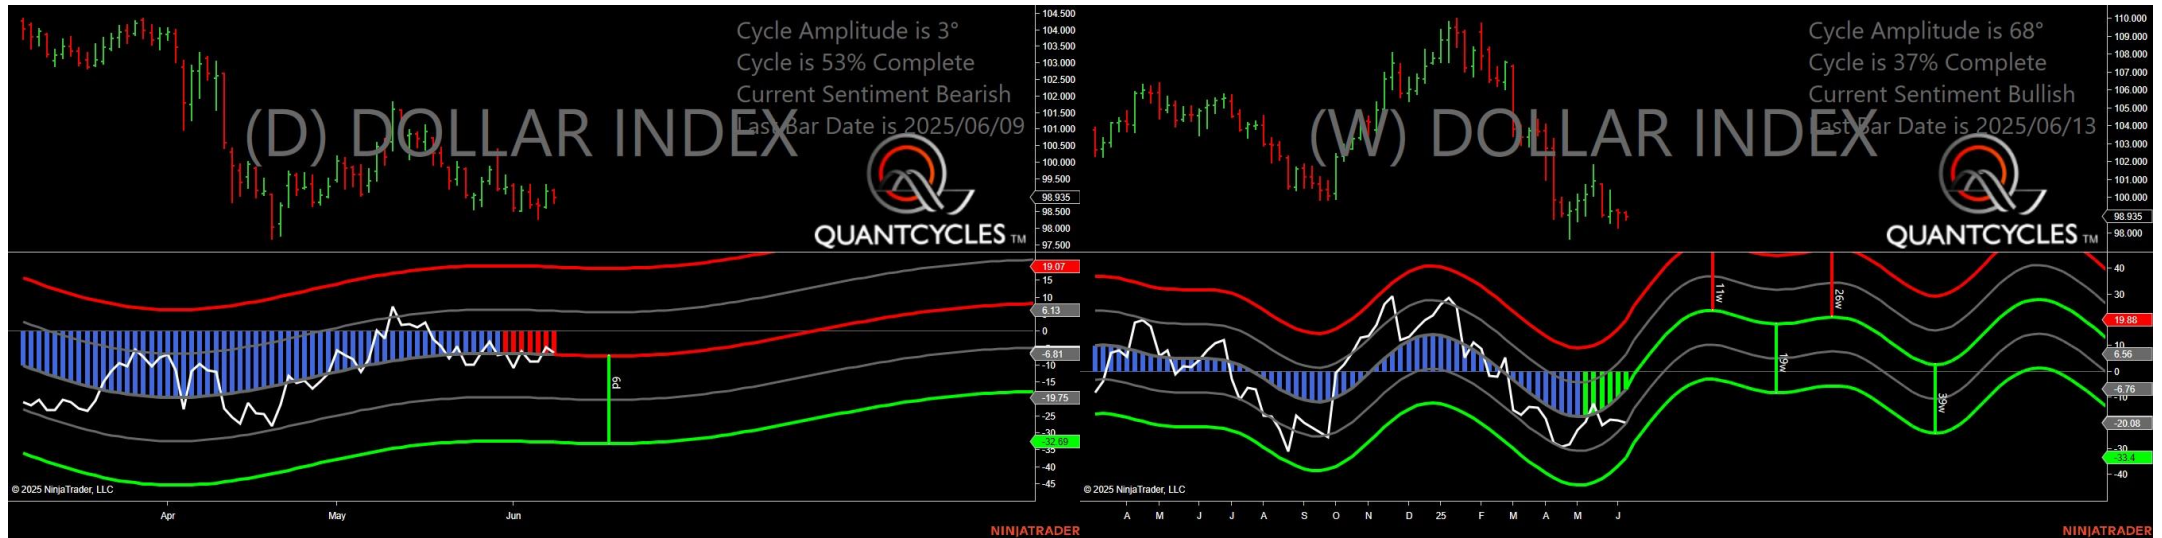 Cycle Amplitude is 3°
Cycle is 53% Complete
Current Sentiment Bearish
Last Bar Date is 2025/06/09
(D) DOLLAR INDEX
QUANTCYCLES TM
104.500
104.000
103.500
103.000
102.500
102.000
101.500
101.000
100.500
100.000
99.500
98.935
98.500
98.000
97.500
19.07
15
10
6.13
0
-6.81
-10
-15
-19.75
-25
-30
-32.69
-35
-40
-45
6d
© 2025 NinjaTrader, LLC
Apr May Jun
NINJATRADER
Cycle Amplitude is 68°
Cycle is 37% Complete
Current Sentiment Bullish
Last Bar Date is 2025/06/13
(W) DOLLAR INDEX
QUANTCYCLES TM
110.000
109.000
108.000
107.000
106.000
105.000
104.000
103.000
102.000
101.000
100.000
98.935
98.000
40
30
19.88
10
6.56
0
-6.76
-10
-20.08
-30
-33.4
-40
11w
26w
19w
39w
© 2025 NinjaTrader, LLC
A M J J A S O N D 25 F M A M J
NINJATRADER